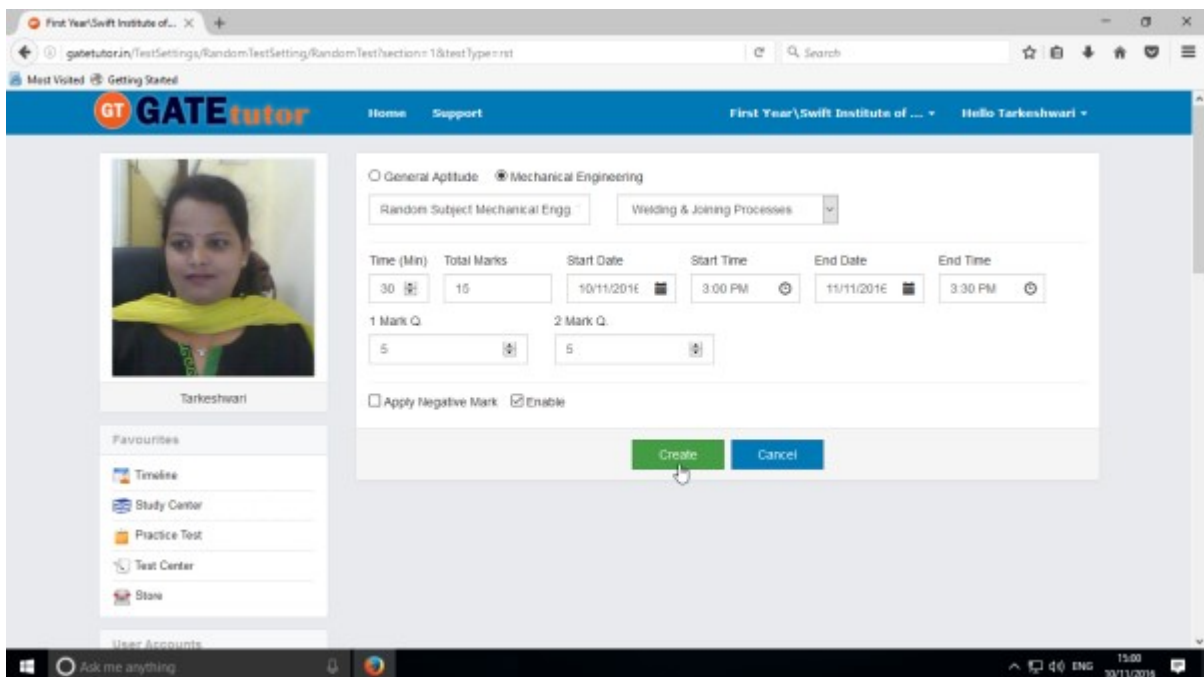 First Year\Swift Institute of...
gatetutor.in/TestSettings/RandomTestSetting/RandomTest?section=1&testType=rst
Search
Most Visited Getting Started
GT GATEtutor Home Support First Year\Swift Institute of .... Hello Tarkeshwari
General Aptitude Mechanical Engineering
Random Subject Mechanical Engg Welding & Joining Processes
Time (Min) Total Marks Start Date Start Time End Date End Time
30 15 10/11/2016 3:00 PM 11/11/2016 3:30 PM
1 Mark Q. 2 Mark Q.
5 5
Tarkeshwari
Apply Negative Mark Enable
Create Cancel
Favourites
Timeline
Study Center
Practice Test
Test Center
Store
User Accounts
Ask me anything
ENG
15:00
10/11/2016